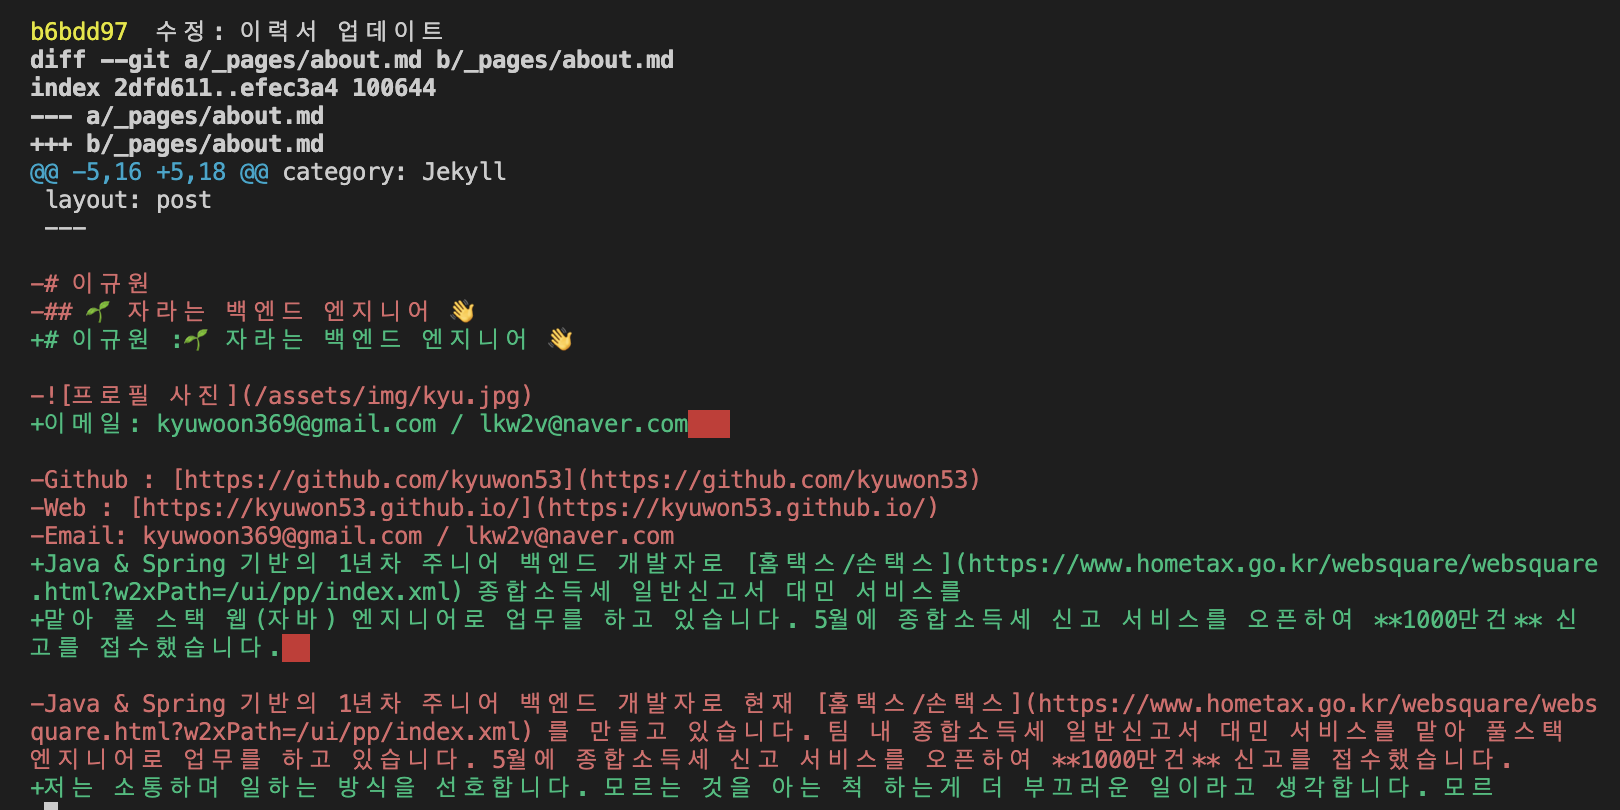 b6bdd97 수정: 이력서 업데이트
diff --git a/_pages/about.md b/_pages/about.md
index 2dfd611..efec3a4 100644
--- a/_pages/about.md
+++ b/_pages/about.md
@@ -5,16 +5,18 @@ category: Jekyll
 layout: post
 ---
-# 이규원
-## 🌱 자라는 백엔드 엔지니어 👋
+# 이규원 :🌱 자라는 백엔드 엔지니어 👋
-![프로필 사진](/assets/img/kyu.jpg)
+이메일: kyuwoon369@gmail.com / lkw2v@naver.com
-Github : [https://github.com/kyuwon53](https://github.com/kyuwon53)
-Web : [https://kyuwon53.github.io/](https://kyuwon53.github.io/)
-Email: kyuwoon369@gmail.com / lkw2v@naver.com
+Java & Spring 기반의 1년차 주니어 백엔드 개발자로 [홈택스/손택스](https://www.hometax.go.kr/websquare/websquare
.html?w2xPath=/ui/pp/index.xml) 종합소득세 일반신고서 대민 서비스를
+맡아 풀 스택 웹(자바) 엔지니어로 업무를 하고 있습니다. 5월에 종합소득세 신고 서비스를 오픈하여 **1000만건** 신
고를 접수했습니다.
-Java & Spring 기반의 1년차 주니어 백엔드 개발자로 현재 [홈택스/손택스](https://www.hometax.go.kr/websquare/webs
quare.html?w2xPath=/ui/pp/index.xml) 를 만들고 있습니다. 팀 내 종합소득세 일반신고서 대민 서비스를 맡아 풀스택
엔지니어로 업무를 하고 있습니다. 5월에 종합소득세 신고 서비스를 오픈하여 **1000만건** 신고를 접수했습니다.
+저는 소통하며 일하는 방식을 선호합니다. 모르는 것을 아는 척 하는게 더 부끄러운 일이라고 생각합니다. 모르